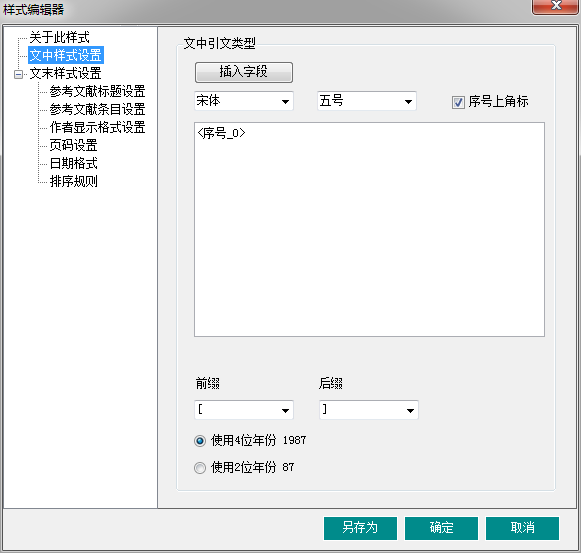 样式编辑器
关于此样式
文中样式设置
文末样式设置
参考文献标题设置
参考文献条目设置
作者显示格式设置
页码设置
日期格式
排序规则
文中引文类型
插入字段
宋体 五号 序号上角标
<序号_0>
前缀 后缀
[ ]
使用4位年份 1987
使用2位年份 87
另存为 确定 取消